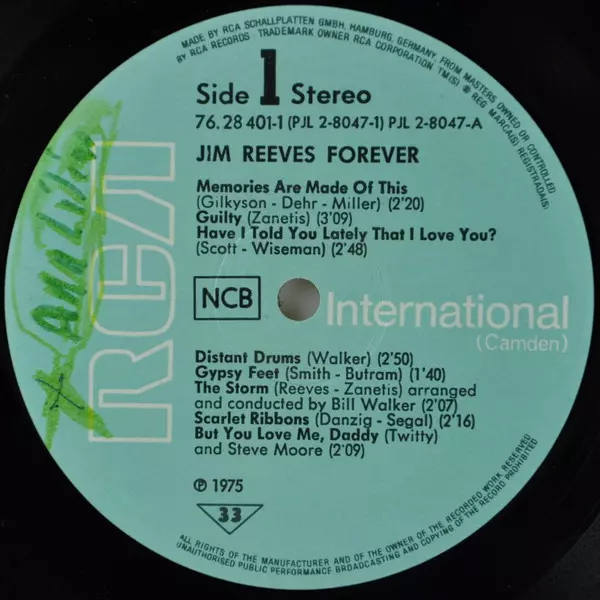 MADE BY RCA SCHALLPLATTEN GMBH, HAMBURG, GERMANY, FROM MASTERS OWNED OR CONTROLLED
BY RCA RECORDS • TRADEMARK OWNER RCA CORPORATION TM(S) ® REG MARCA(S) REGISTRADA(S)
Side 1 Stereo
76.28 401-1 (PJL 2-8047-1) PJL 2-8047-A
JIM REEVES FOREVER
Memories Are Made Of This
(Gilkyson - Dehr - Miller) (2'20)
Guilty (Zanetis) (3'09)
Have I Told You Lately That I Love You?
(Scott - Wiseman) (2'48)
RCA
NCB
International
(Camden)
Distant Drums (Walker) (2'50)
Gypsy Feet (Smith - Butram) (1'40)
The Storm (Reeves - Zanetis) arranged
and conducted by Bill Walker (2'07)
Scarlet Ribbons (Danzig - Segal) (2'16)
But You Love Me, Daddy (Twitty)
and Steve Moore (2'09)
℗ 1975
33
ALL RIGHTS OF THE MANUFACTURER AND OF THE OWNER OF THE RECORDED WORK RESERVED
UNAUTHORISED PUBLIC PERFORMANCE BROADCASTING AND COPYING OF THE RECORD PROHIBITED